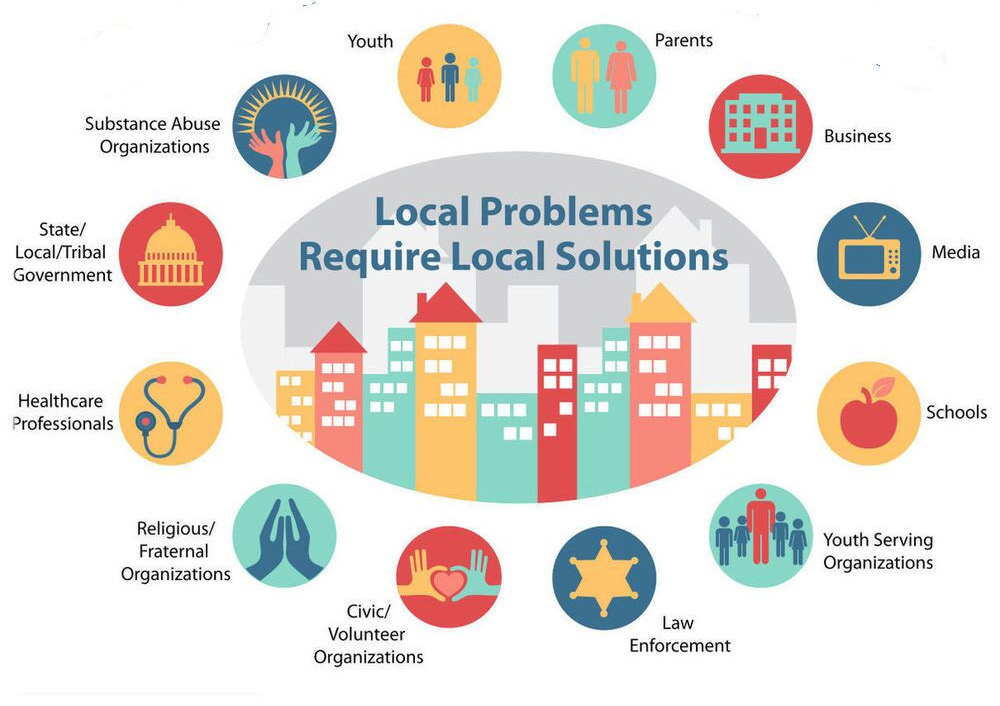 Youth
Parents
Substance Abuse
Organizations
Business
Local Problems
Require Local Solutions
State/
Local/Tribal
Government
Media
Healthcare
Professionals
Schools
Religious/
Fraternal
Organizations
Youth Serving
Organizations
Civic/
Volunteer
Organizations
Law
Enforcement